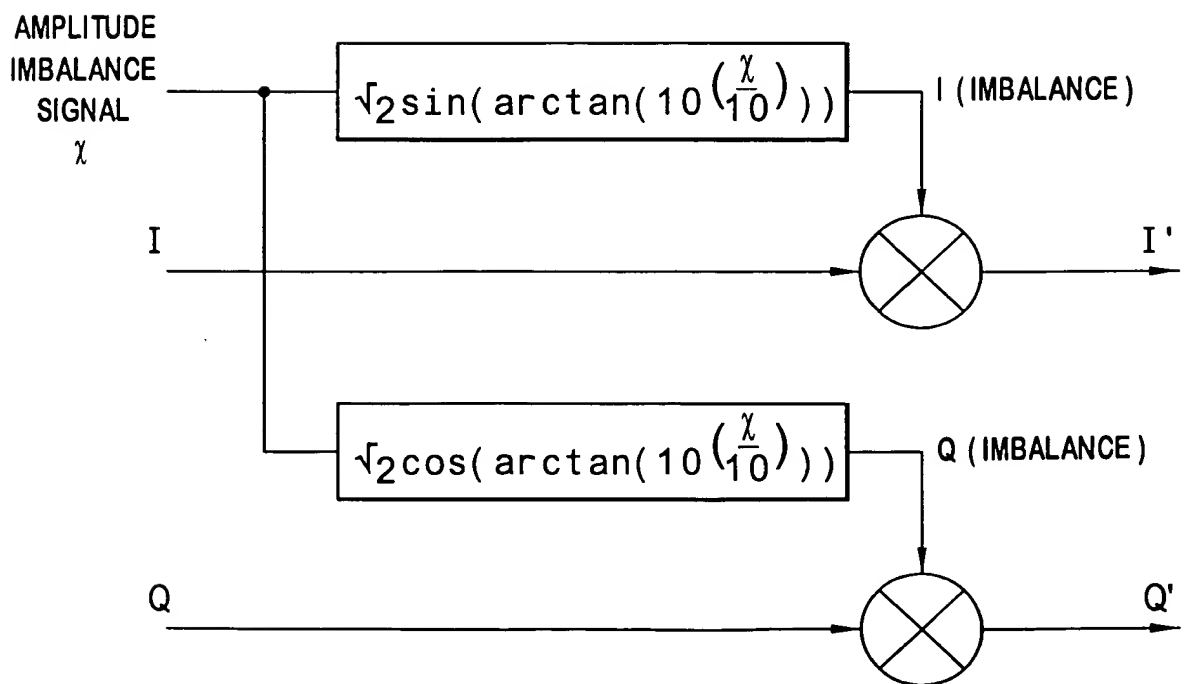 AMPLITUDE
IMBALANCE
SIGNAL
χ
√2sin(arctan(10(χ/10)))
I (IMBALANCE)
I
I'
√2cos(arctan(10(χ/10)))
Q (IMBALANCE)
Q
Q'